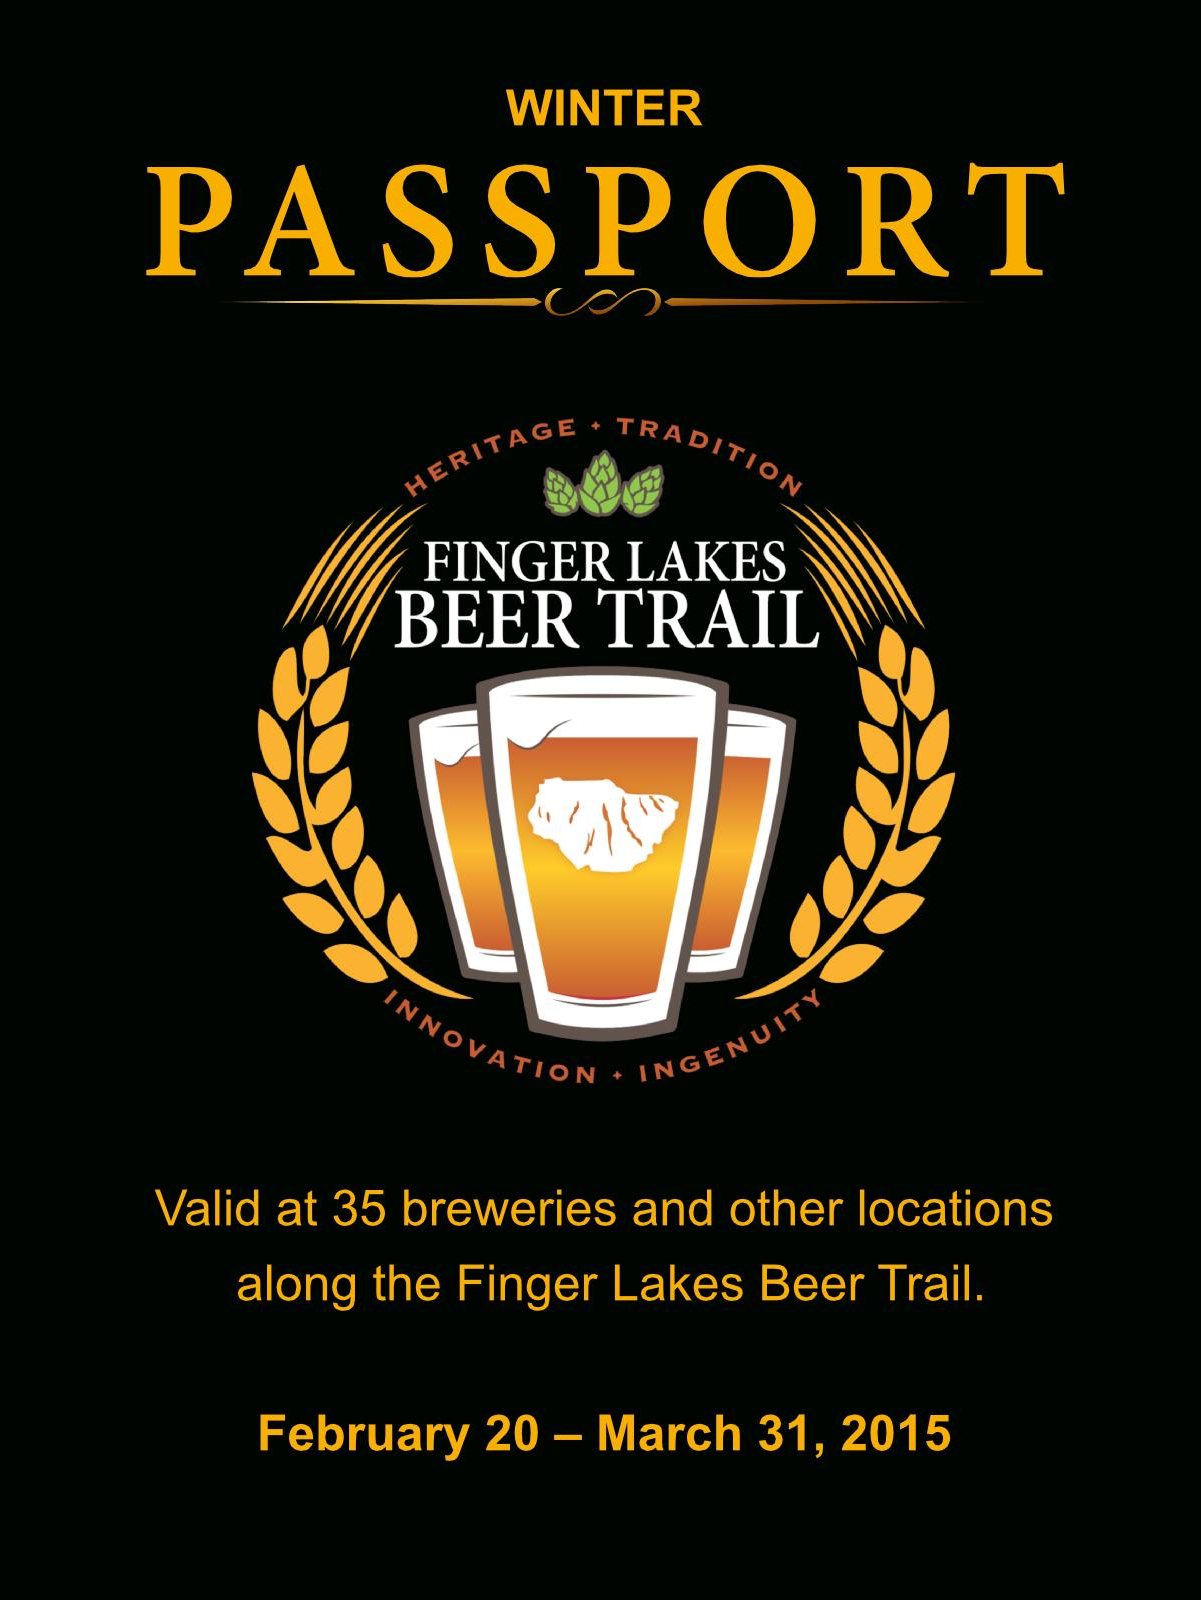 WINTER
PASSPORT
HERITAGE + TRADITION
FINGER LAKES
BEER TRAIL
INNOVATION + INGENUITY
Valid at 35 breweries and other locations
along the Finger Lakes Beer Trail.
February 20 – March 31, 2015